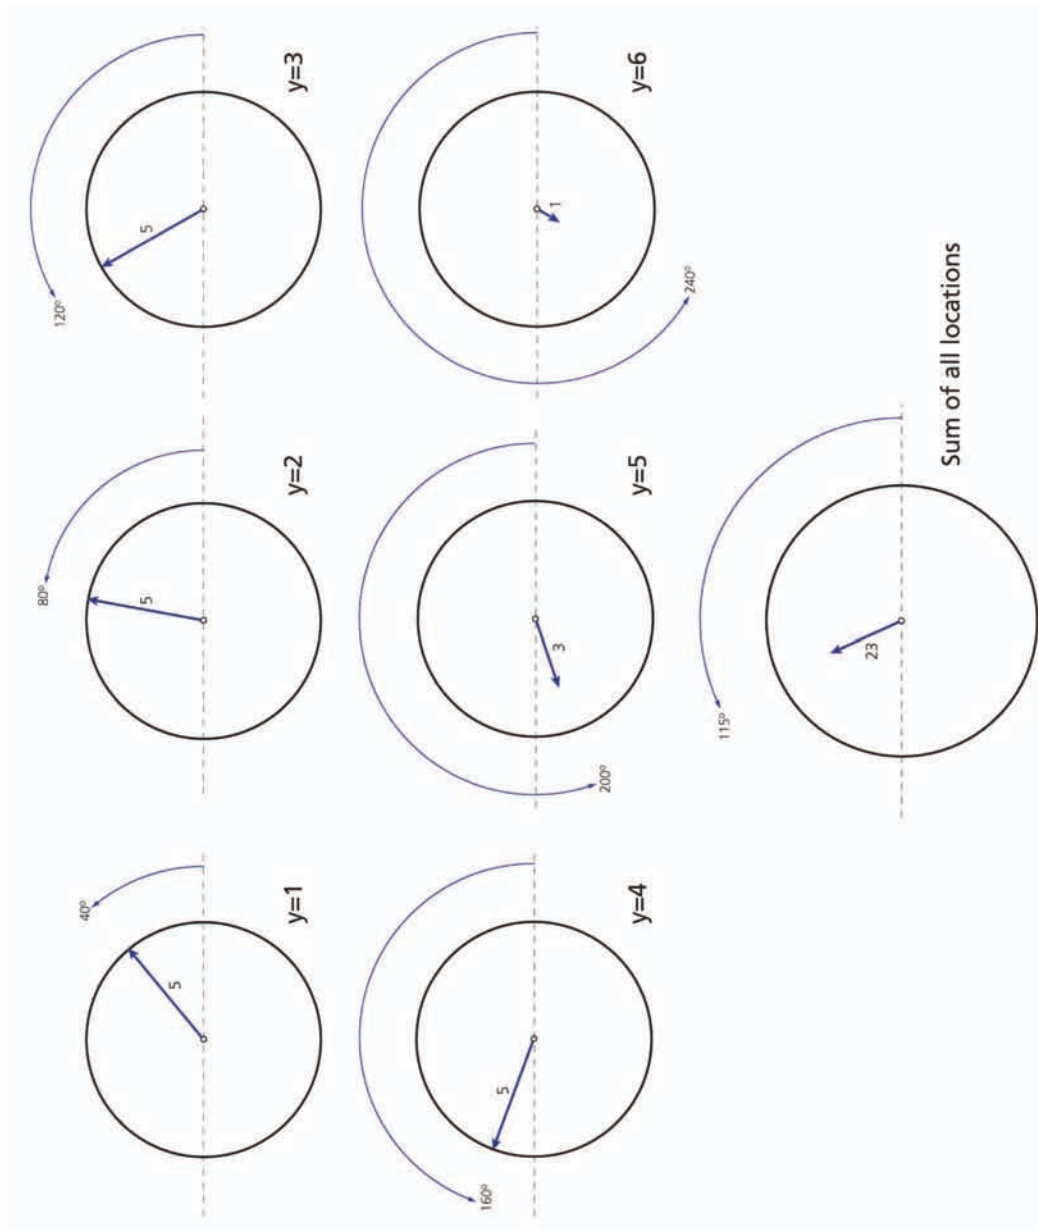 40º
5
y=1
80º
5
y=2
120º
5
y=3
160º
5
y=4
200º
3
y=5
240º
1
y=6
115º
23
Sum of all locations